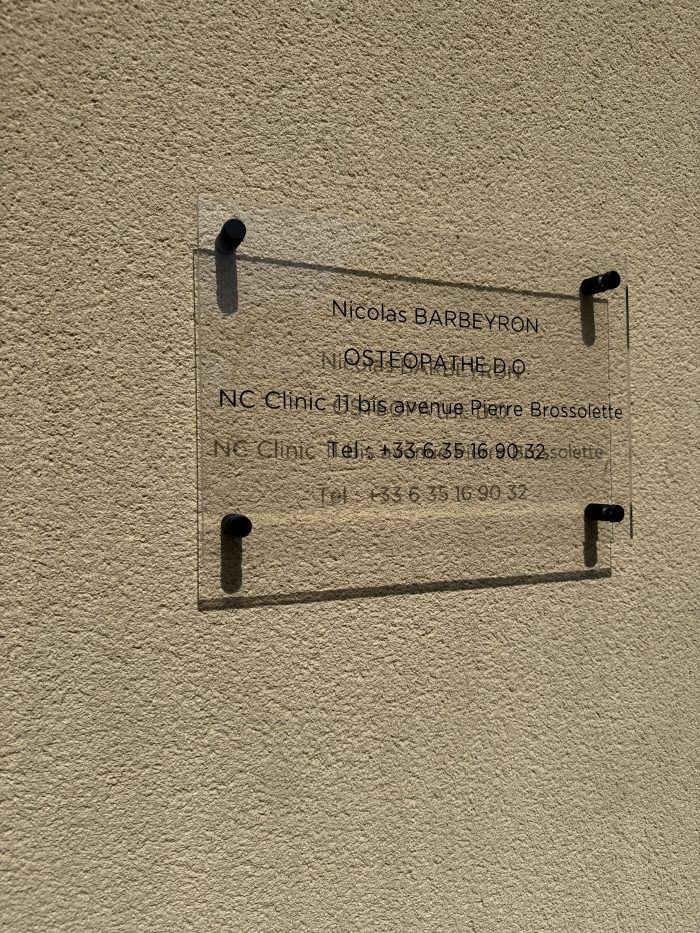 Nicolas BARBEYRON
OSTEOPATHE D.O
NC Clinic 11 bis avenue Pierre Brossolette
Tel : +33 6 35 16 90 32